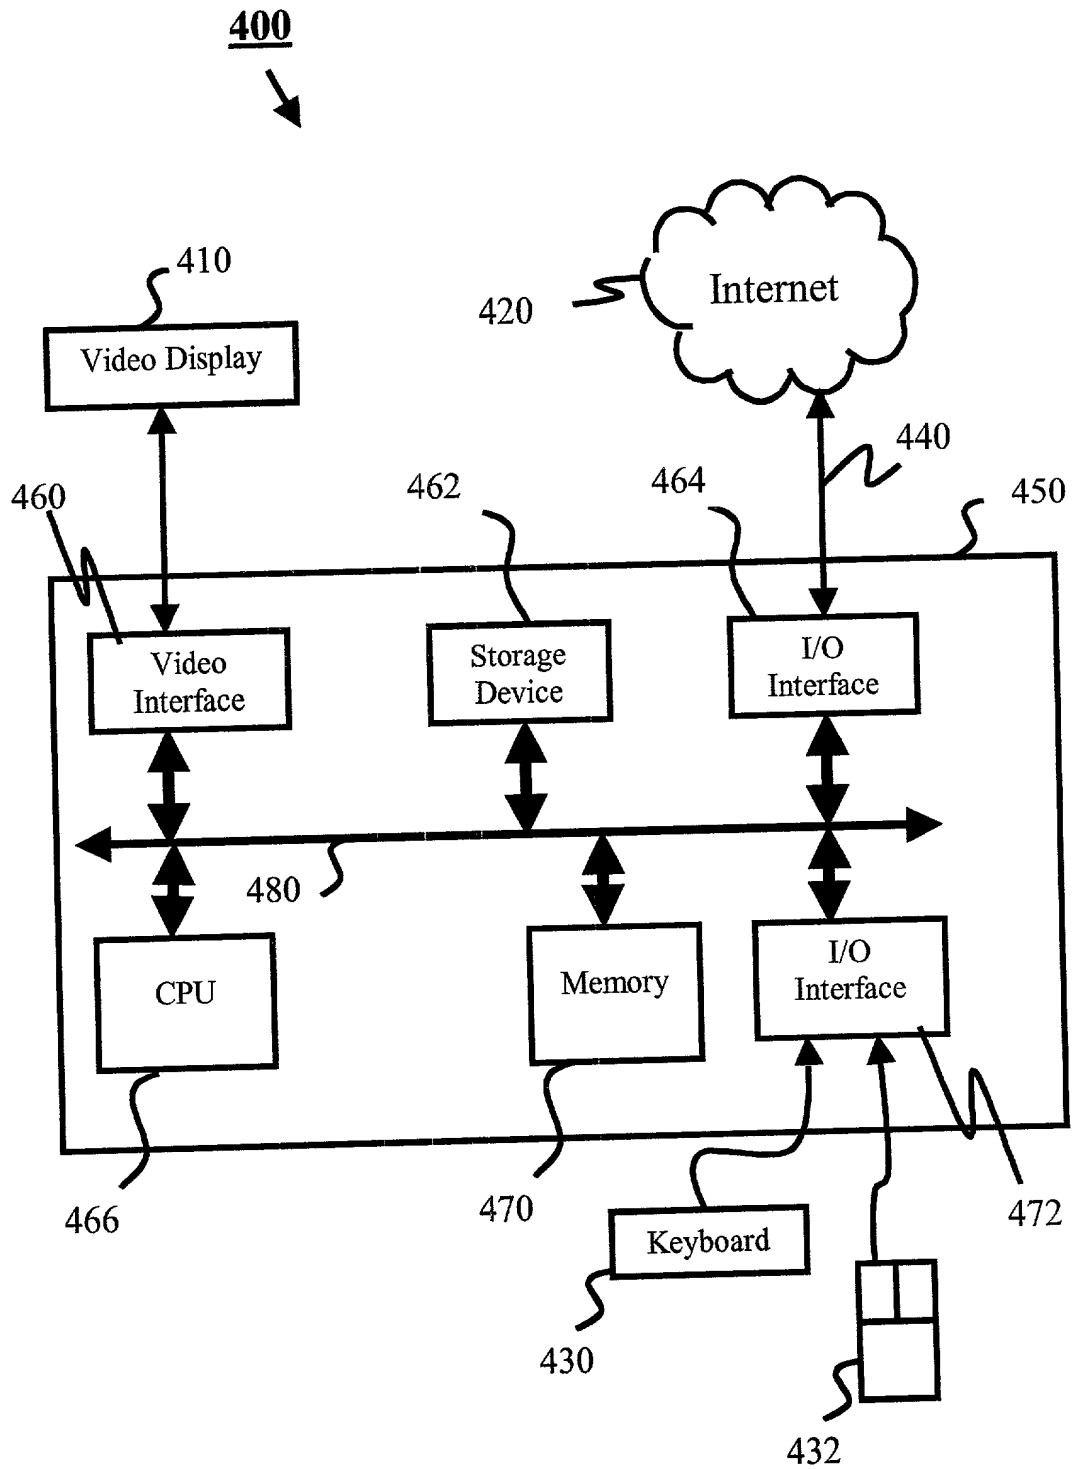 400
410
Video Display
420
Internet
440
460
462
464
450
Video
Interface
Storage
Device
I/O
Interface
480
CPU
Memory
I/O
Interface
466
470
472
Keyboard
430
432